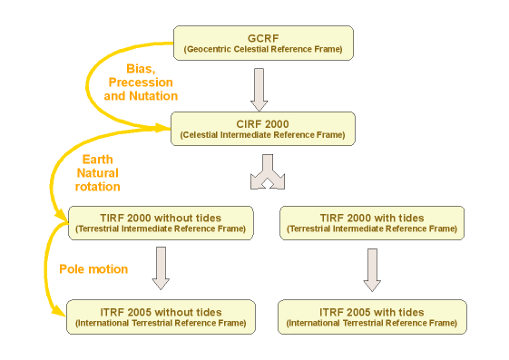 GCRF
(Geocentric Celestial Reference Frame)
Bias,
Precession
and Nutation
CIRF 2000
(Celestial Intermediate Reference Frame)
Earth
Natural
rotation
TIRF 2000 without tides
(Terrestrial Intermediate Reference Frame)
TIRF 2000 with tides
(Terrestrial Intermediate Reference Frame)
Pole motion
ITRF 2005 without tides
(International Terrestrial Reference Frame)
ITRF 2005 with tides
(International Terrestrial Reference Frame)